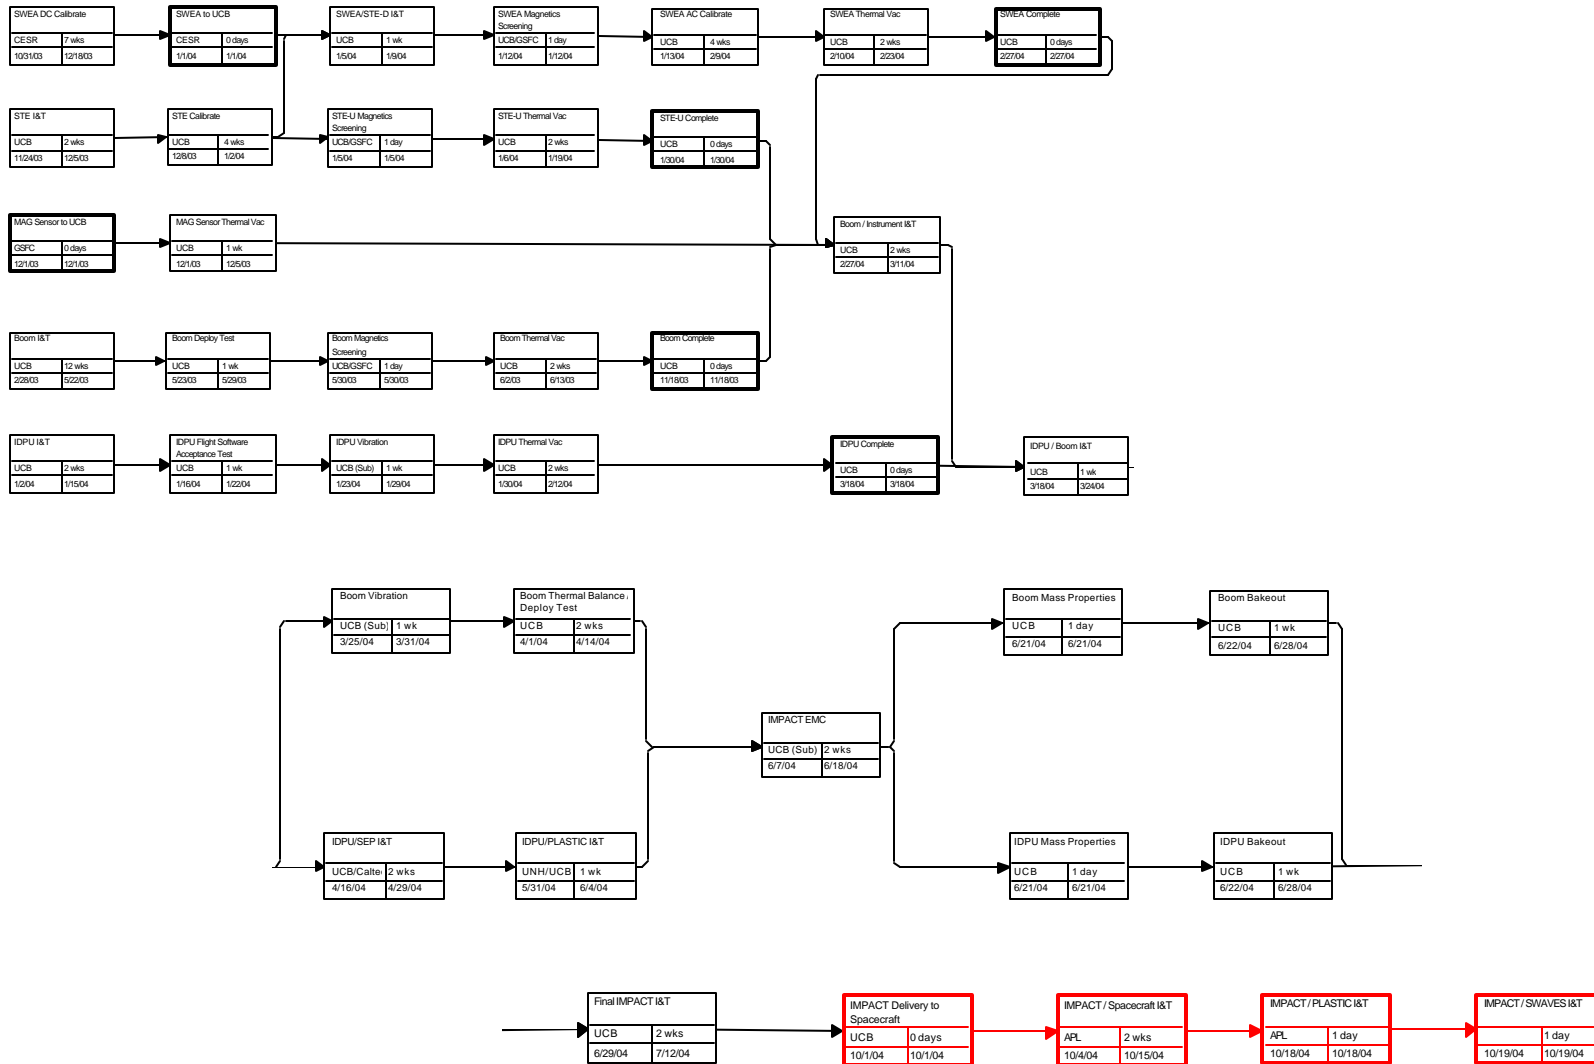 SWEA DC Calibrate
CESR 7 wks
10/31/03 12/18/03
SWEA to UCB
CESR 0 days
1/1/04 1/1/04
SWEA/STE-D I&T
UCB 1 wk
1/5/04 1/9/04
SWEA Magnetics
Screening
UCB/GSFC 1 day
1/12/04 1/12/04
SWEA AC Calibrate
UCB 4 wks
1/13/04 2/9/04
SWEA Thermal Vac
UCB 2 wks
2/10/04 2/23/04
SWEA Complete
UCB 0 days
2/27/04 2/27/04
STE I&T
UCB 2 wks
11/24/03 12/5/03
STE Calibrate
UCB 4 wks
12/8/03 1/2/04
STE-U Magnetics
Screening
UCB/GSFC 1 day
1/5/04 1/5/04
STE-U Thermal Vac
UCB 2 wks
1/6/04 1/19/04
STE-U Complete
UCB 0 days
1/30/04 1/30/04
MAG Sensor to UCB
GSFC 0 days
12/1/03 12/1/03
MAG Sensor Thermal Vac
UCB 1 wk
12/1/03 12/5/03
Boom / Instrument I&T
UCB 2 wks
2/27/04 3/11/04
Boom I&T
UCB 12 wks
2/28/03 5/22/03
Boom Deploy Test
UCB 1 wk
5/23/03 5/29/03
Boom Magnetics
Screening
UCB/GSFC 1 day
5/30/03 5/30/03
Boom Thermal Vac
UCB 2 wks
6/2/03 6/13/03
Boom Complete
UCB 0 days
11/18/03 11/18/03
IDPU I&T
UCB 2 wks
1/2/04 1/15/04
IDPU Flight Software
Acceptance Test
UCB 1 wk
1/16/04 1/22/04
IDPU Vibration
UCB (Sub) 1 wk
1/23/04 1/29/04
IDPU Thermal Vac
UCB 2 wks
1/30/04 2/12/04
IDPU Complete
UCB 0 days
3/18/04 3/18/04
IDPU / Boom I&T
UCB 1 wk
3/18/04 3/24/04
Boom Vibration
UCB (Sub) 1 wk
3/25/04 3/31/04
Boom Thermal Balance /
Deploy Test
UCB 2 wks
4/1/04 4/14/04
Boom Mass Properties
UCB 1 day
6/21/04 6/21/04
Boom Bakeout
UCB 1 wk
6/22/04 6/28/04
IMPACT EMC
UCB (Sub) 2 wks
6/7/04 6/18/04
IDPU/SEP I&T
UCB/Calte 2 wks
4/16/04 4/29/04
IDPU/PLASTIC I&T
UNH/UCB 1 wk
5/31/04 6/4/04
IDPU Mass Properties
UCB 1 day
6/21/04 6/21/04
IDPU Bakeout
UCB 1 wk
6/22/04 6/28/04
Final IMPACT I&T
UCB 2 wks
6/29/04 7/12/04
IMPACT Delivery to
Spacecraft
UCB 0 days
10/1/04 10/1/04
IMPACT / Spacecraft I&T
APL 2 wks
10/4/04 10/15/04
IMPACT / PLASTIC I&T
APL 1 day
10/18/04 10/18/04
IMPACT / SWAVES I&T
1 day
10/19/04 10/19/04